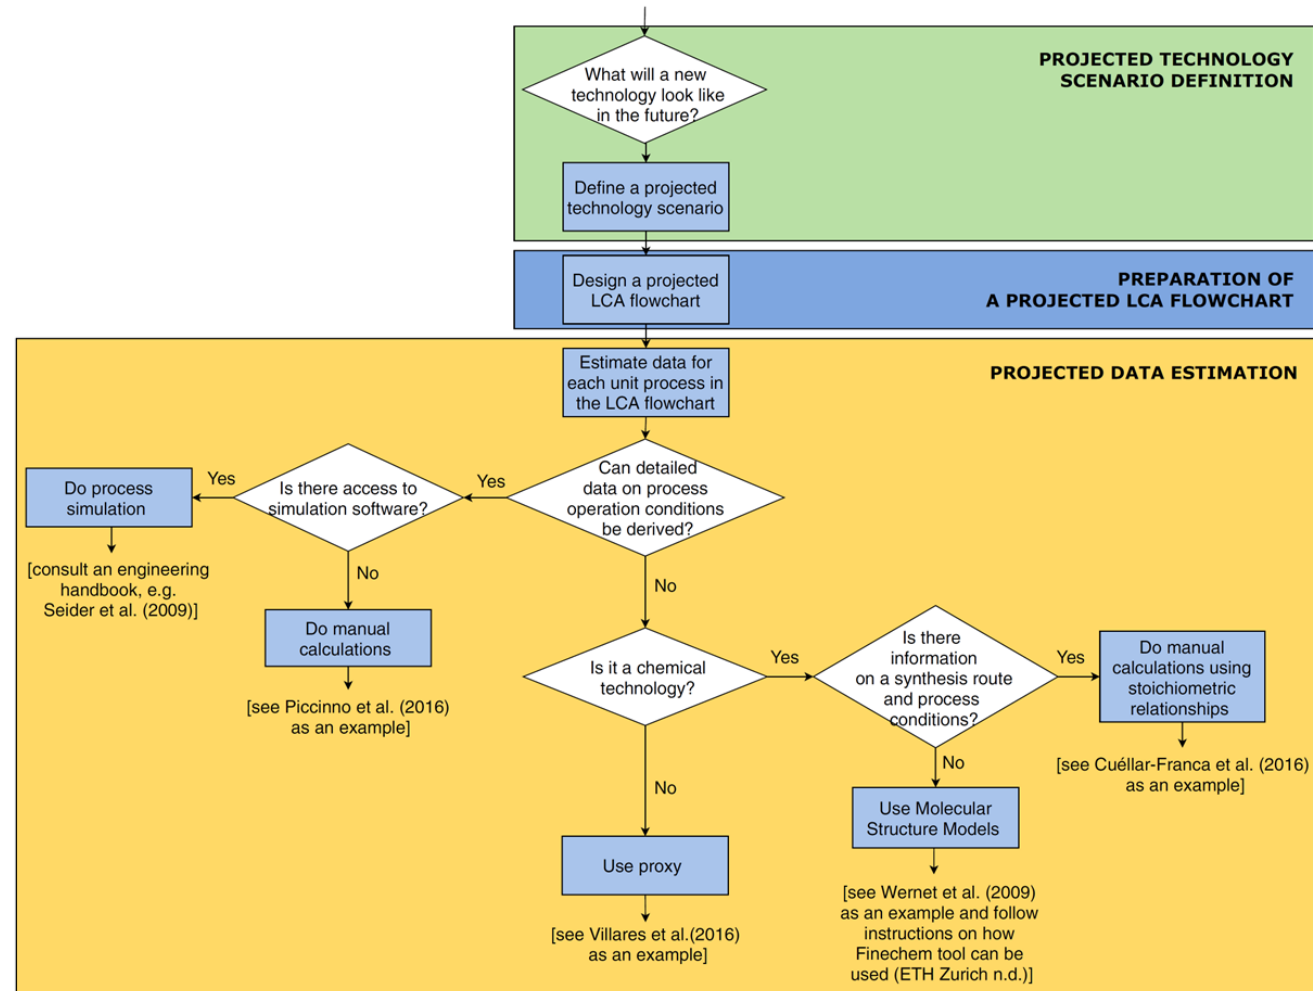 PROJECTED TECHNOLOGY
SCENARIO DEFINITION
What will a new
technology look like
in the future?
Define a projected
technology scenario
PREPARATION OF
A PROJECTED LCA FLOWCHART
Design a projected
LCA flowchart
PROJECTED DATA ESTIMATION
Estimate data for
each unit process in
the LCA flowchart
Can detailed
data on process
operation conditions
be derived?
Yes
Is there access to
simulation software?
Yes
Do process
simulation
[consult an engineering
handbook, e.g.
Seider et al. (2009)]
No
Do manual
calculations
[see Piccinno et al. (2016)
as an example]
No
Is it a chemical
technology?
Yes
Is there
information
on a synthesis route
and process
conditions?
Yes
Do manual
calculations using
stoichiometric
relationships
[see Cuéllar-Franca et al. (2016)
as an example]
No
Use Molecular
Structure Models
[see Wernet et al. (2009)
as an example and follow
instructions on how
Finechem tool can be
used (ETH Zurich n.d.)]
No
Use proxy
[see Villares et al.(2016)
as an example]